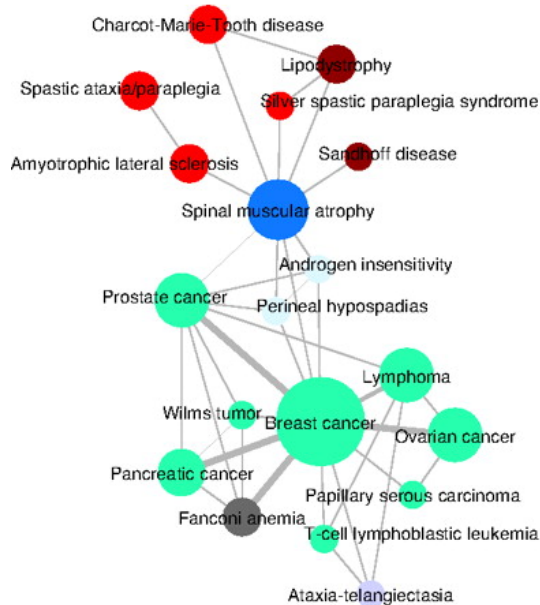 Charcot-Marie-Tooth disease
Lipodystrophy
Spastic ataxia/paraplegia
Silver spastic paraplegia syndrome
Amyotrophic lateral sclerosis
Sandhoff disease
Spinal muscular atrophy
Androgen insensitivity
Prostate cancer
Perineal hypospadias
Lymphoma
Wilms tumor
Breast cancer
Ovarian cancer
Pancreatic cancer
Papillary serous carcinoma
Fanconi anemia
T-cell lymphoblastic leukemia
Ataxia-telangiectasia